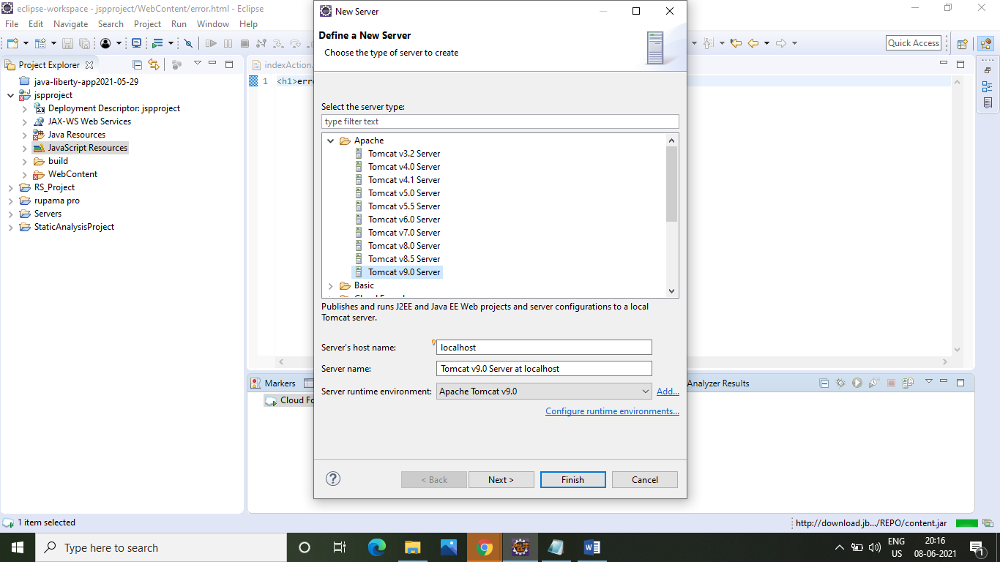 eclipse-workspace - jspproject/WebContent/error.html - Eclipse
File Edit Navigate Search Project Run Window Help
Quick Access
Project Explorer
java-liberty-app2021-05-29
jspproject
Deployment Descriptor: jspproject
3.0
JAX-WS Web Services
Java Resources
JavaScript Resources
build
WebContent
RS_Project
rupama pro
Servers
StaticAnalysisProject
indexAction.
1 <h1>erro
New Server
Define a New Server
Choose the type of server to create
Select the server type:
type filter text
Apache
Tomcat v3.2 Server
Tomcat v4.0 Server
Tomcat v4.1 Server
Tomcat v5.0 Server
Tomcat v5.5 Server
Tomcat v6.0 Server
Tomcat v7.0 Server
Tomcat v8.0 Server
Tomcat v8.5 Server
Tomcat v9.0 Server
Basic
Publishes and runs J2EE and Java EE Web projects and server configurations to a local
Tomcat server.
Server's host name: localhost
Server name: Tomcat v9.0 Server at localhost
Server runtime environment: Apache Tomcat v9.0 Add...
Configure runtime environments...
? < Back Next > Finish Cancel
Markers
Cloud Fo
Analyzer Results
1 item selected
http://download.jb.../REPO/content.jar
Type here to search
JAVA EE
IDE
ENG
US
20:16
08-06-2021
1